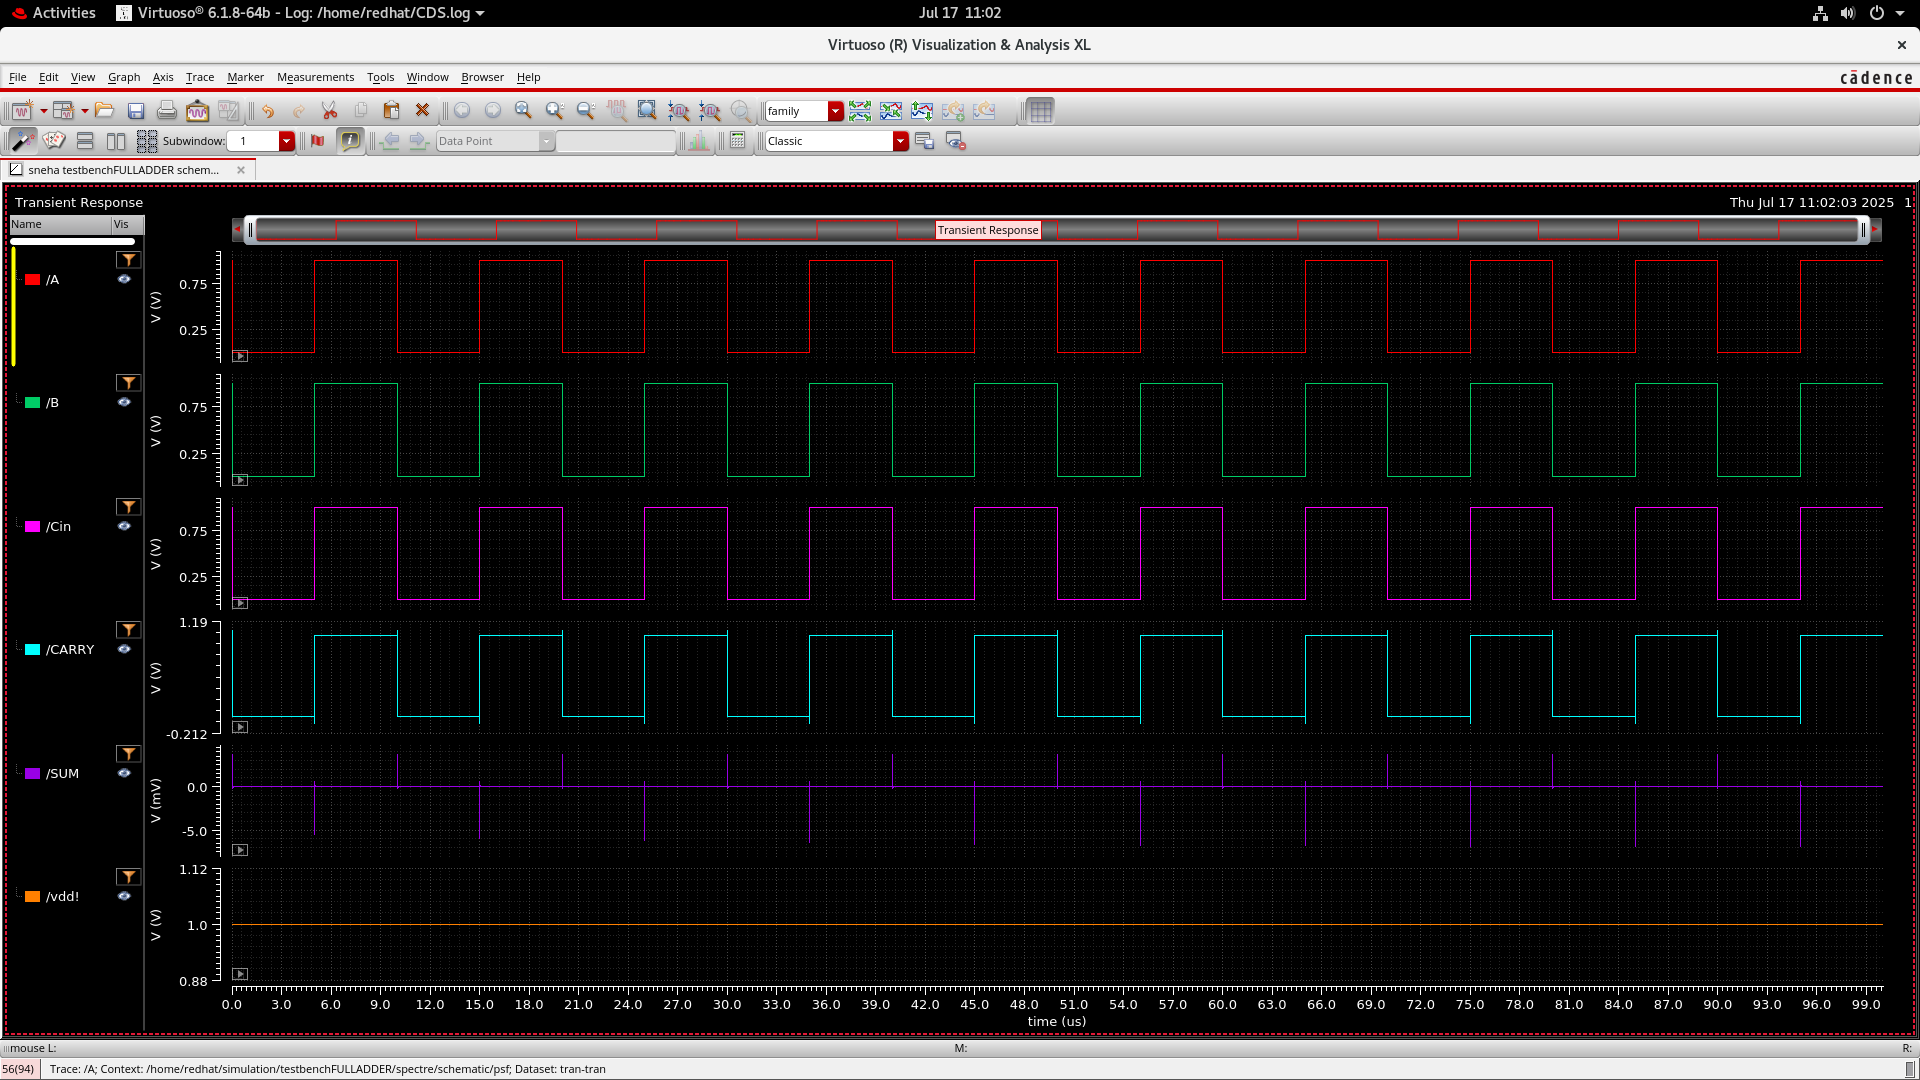 Activities Virtuoso® 6.1.8-64b - Log: /home/redhat/CDS.log Jul 17 11:02
Virtuoso (R) Visualization & Analysis XL
File Edit View Graph Axis Trace Marker Measurements Tools Window Browser Help cādence
family
Subwindow: 1 Data Point Classic
sneha testbenchFULLADDER schem...
Transient Response Thu Jul 17 11:02:03 2025 1
Name Vis
Transient Response
/A V (V) 0.75 0.25
/B V (V) 0.75 0.25
/Cin V (V) 0.75 0.25
/CARRY V (V) 1.19 -0.212
/SUM V (mV) 0.0 -5.0
/vdd! V (V) 1.12 1.0 0.88
0.0 3.0 6.0 9.0 12.0 15.0 18.0 21.0 24.0 27.0 30.0 33.0 36.0 39.0 42.0 45.0 48.0 51.0 54.0 57.0 60.0 63.0 66.0 69.0 72.0 75.0 78.0 81.0 84.0 87.0 90.0 93.0 96.0 99.0
time (us)
mouse L: M: R:
56(94) Trace: /A; Context: /home/redhat/simulation/testbenchFULLADDER/spectre/schematic/psf; Dataset: tran-tran